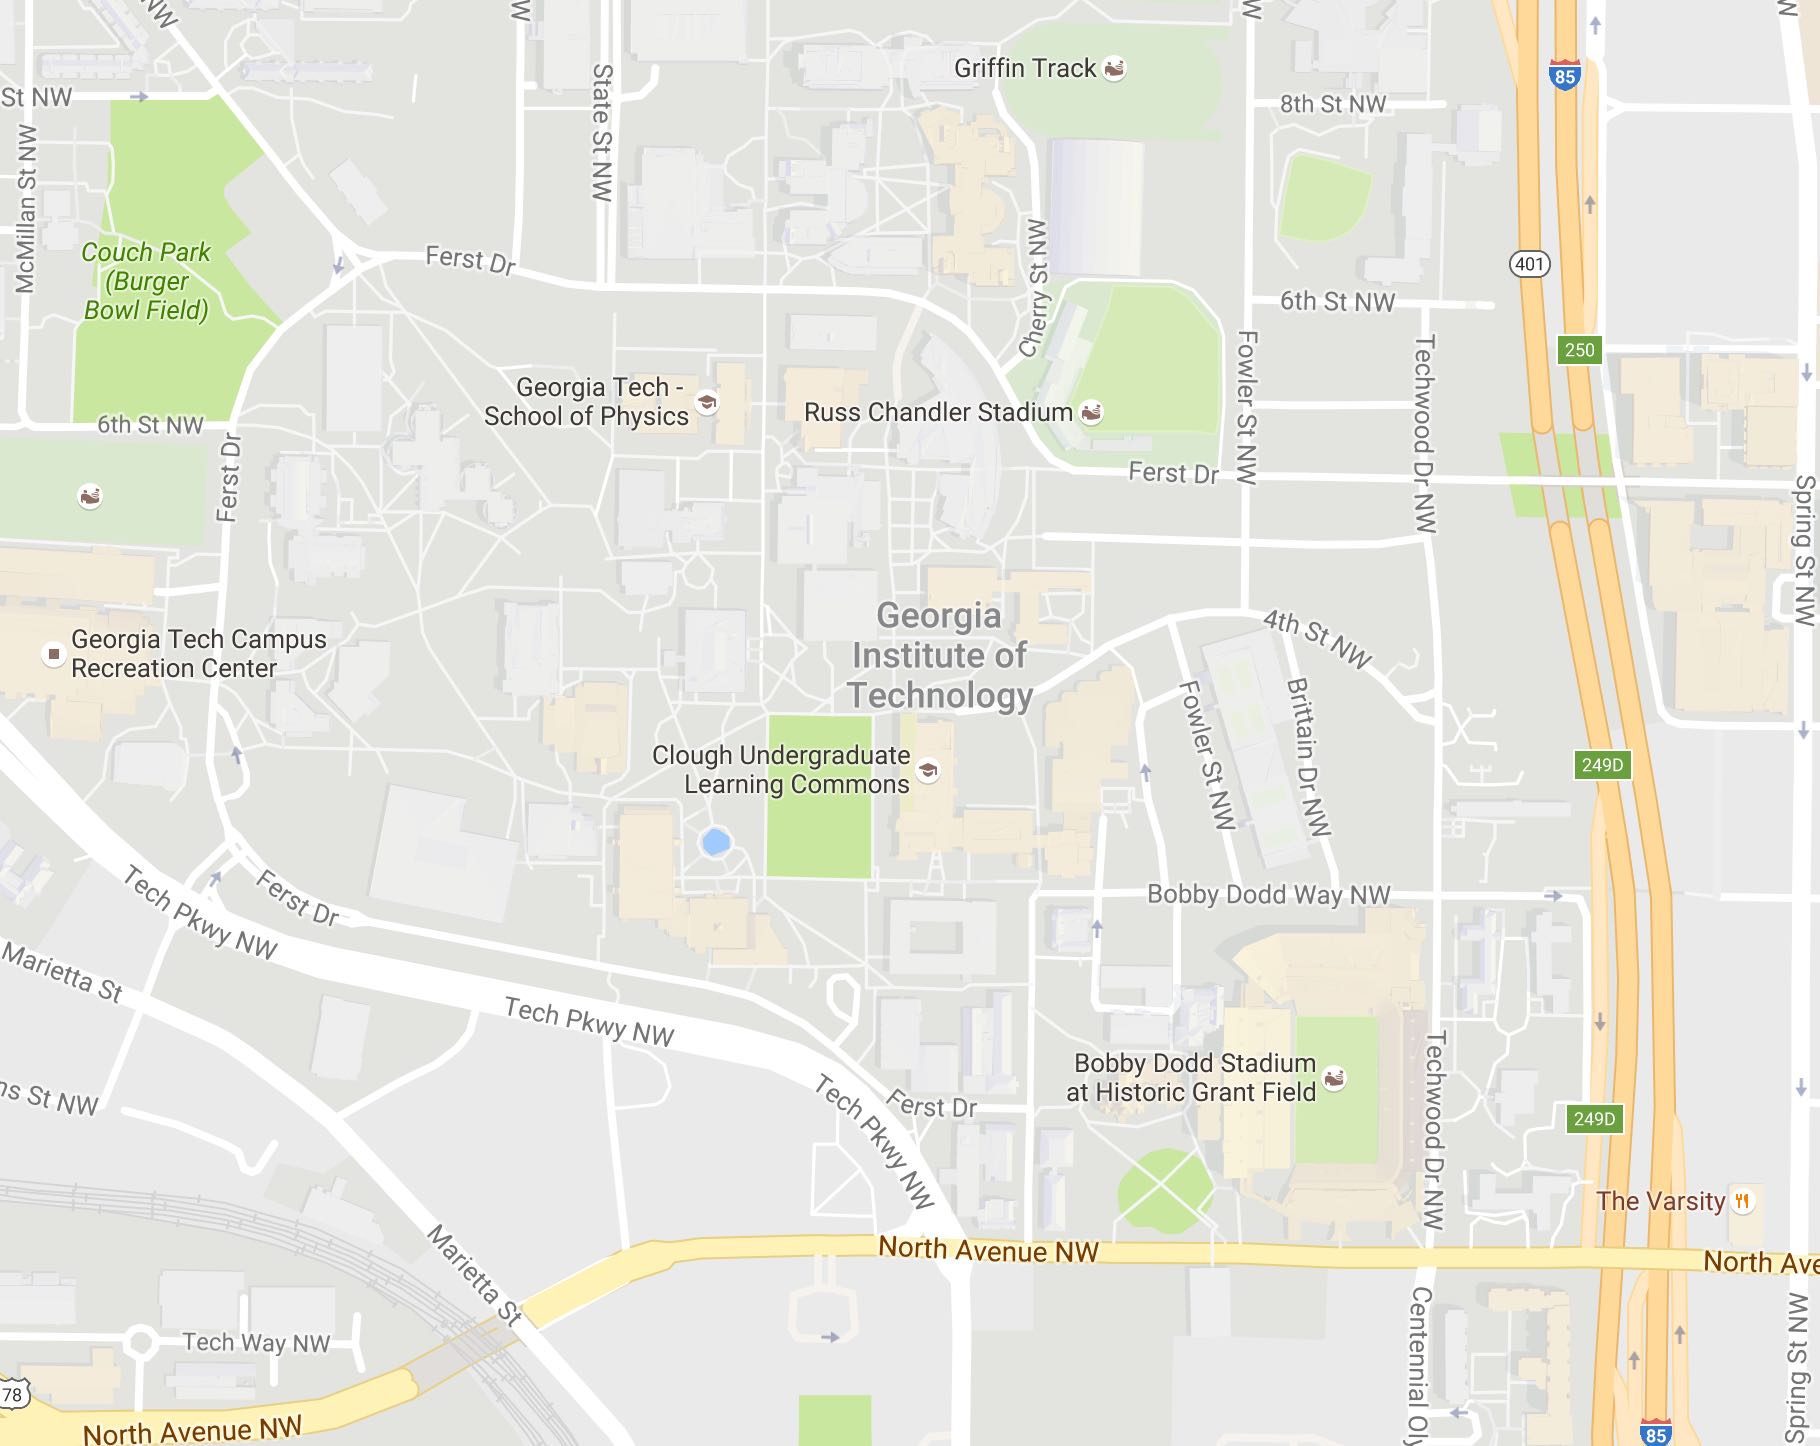 NW
W
W
W
Griffin Track
85
St NW
State St NW
8th St NW
McMillan St NW
Couch Park
(Burger
Bowl Field)
Ferst Dr
Cherry St NW
401
6th St NW
Fowler St NW
Techwood Dr NW
250
Georgia Tech -
School of Physics
Russ Chandler Stadium
6th St NW
Ferst Dr
Ferst Dr
Spring St NW
Georgia
Institute of
Technology
4th St NW
Georgia Tech Campus
Recreation Center
Fowler St NW
Brittain Dr NW
Clough Undergraduate
Learning Commons
249D
Tech Pkwy NW
Ferst Dr
Bobby Dodd Way NW
Marietta St
Tech Pkwy NW
Bobby Dodd Stadium
at Historic Grant Field
Techwood Dr NW
ns St NW
Tech Pkwy NW
Ferst Dr
249D
The Varsity
North Avenue NW
North Ave
Marietta St
Tech Way NW
Centennial Oly
Spring St NW
78
North Avenue NW
85